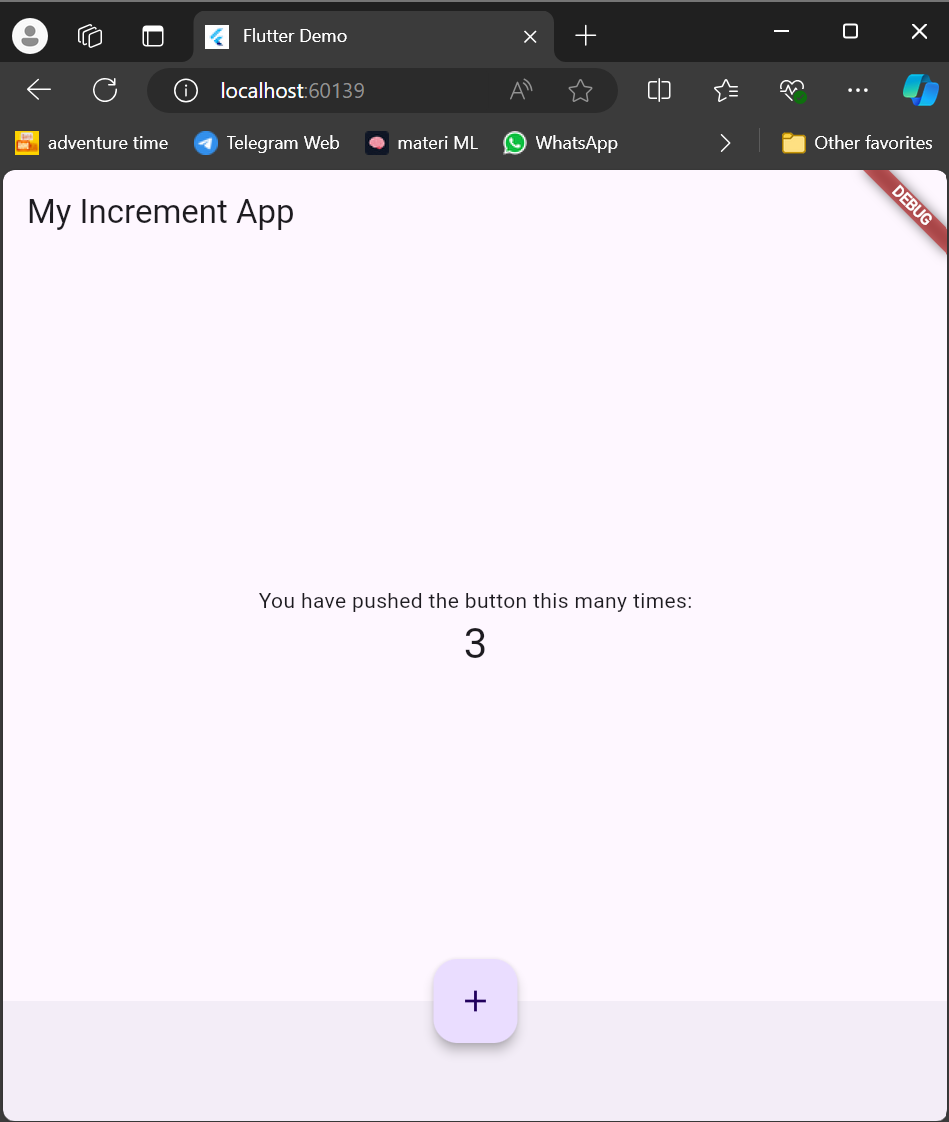 Flutter Demo
localhost:60139
adventure time
Telegram Web
materi ML
WhatsApp
Other favorites
My Increment App
DEBUG
You have pushed the button this many times:
3